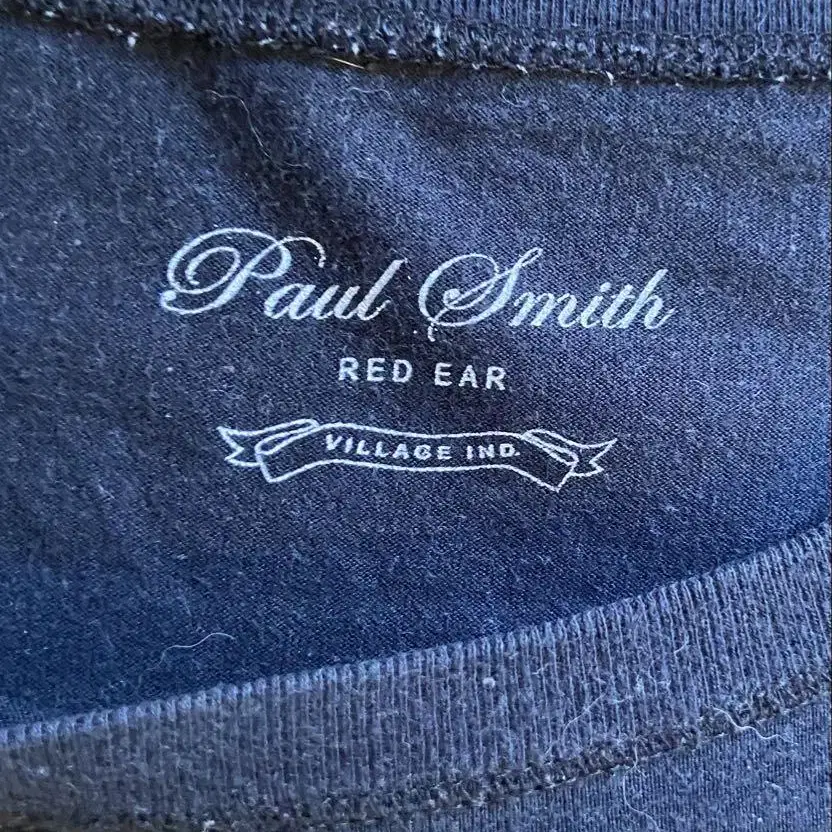 Paul Smith
RED EAR
VILLAGE IND.